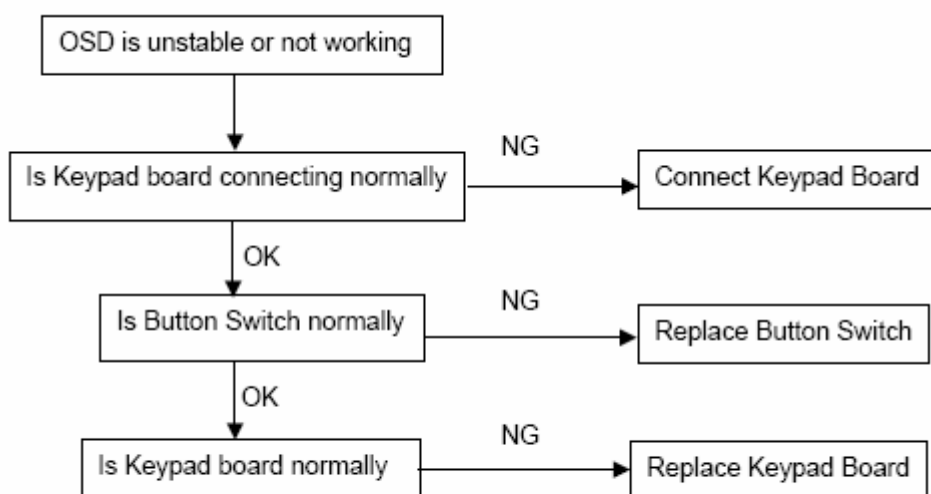 OSD is unstable or not working
Is Keypad board connecting normally
NG
Connect Keypad Board
OK
Is Button Switch normally
NG
Replace Button Switch
OK
Is Keypad board normally
NG
Replace Keypad Board